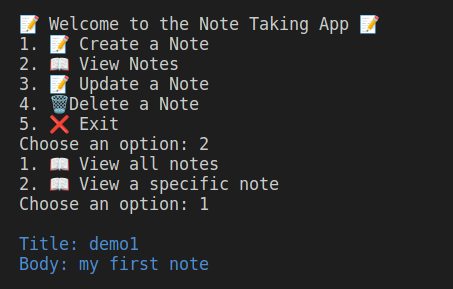 📝 Welcome to the Note Taking App 📝
1. 📝 Create a Note
2. 📖 View Notes
3. 📝 Update a Note
4. 🗑️Delete a Note
5. ❌ Exit
Choose an option: 2
1. 📖 View all notes
2. 📖 View a specific note
Choose an option: 1
Title: demo1
Body: my first note